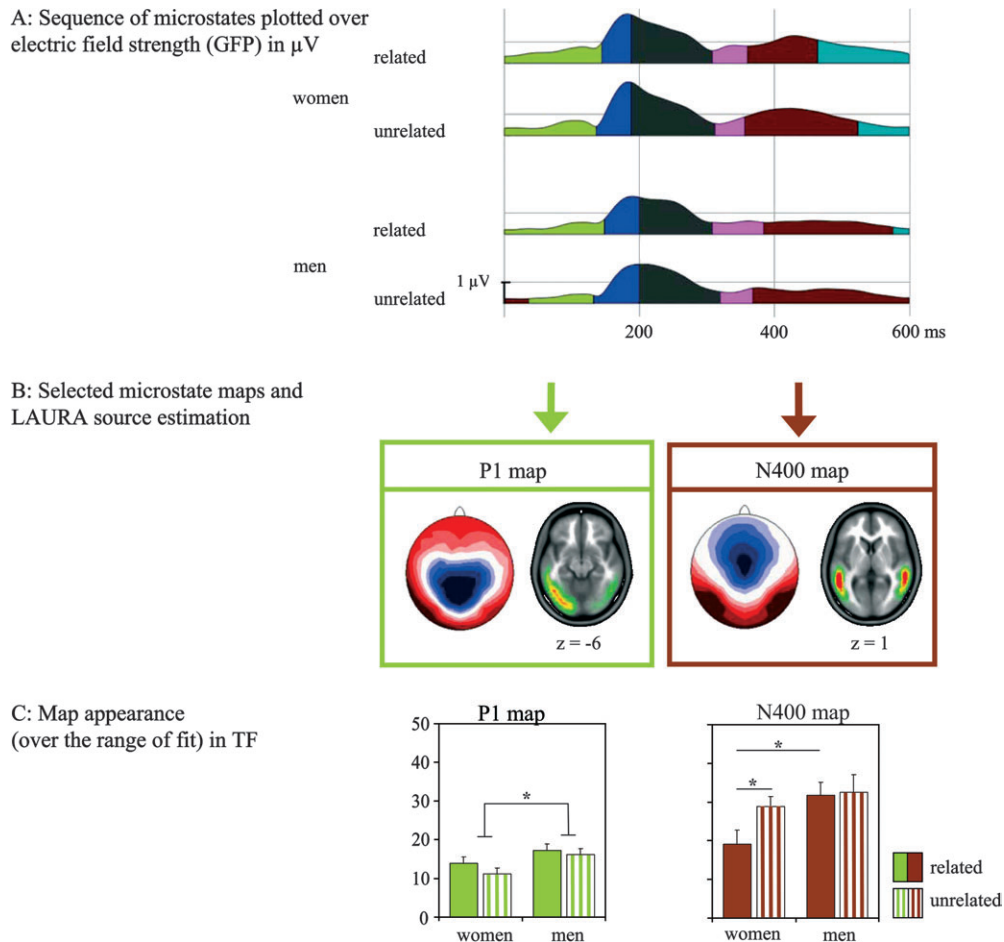 A: Sequence of microstates plotted over
electric field strength (GFP) in µV
related
women
unrelated
related
men
1 µV
unrelated
200
400
600 ms
B: Selected microstate maps and
LAURA source estimation
P1 map
N400 map
z = -6
z = 1
C: Map appearance
(over the range of fit) in TF
P1 map
N400 map
50
40
30
20
10
0
*
*
*
women
men
women
men
related
unrelated